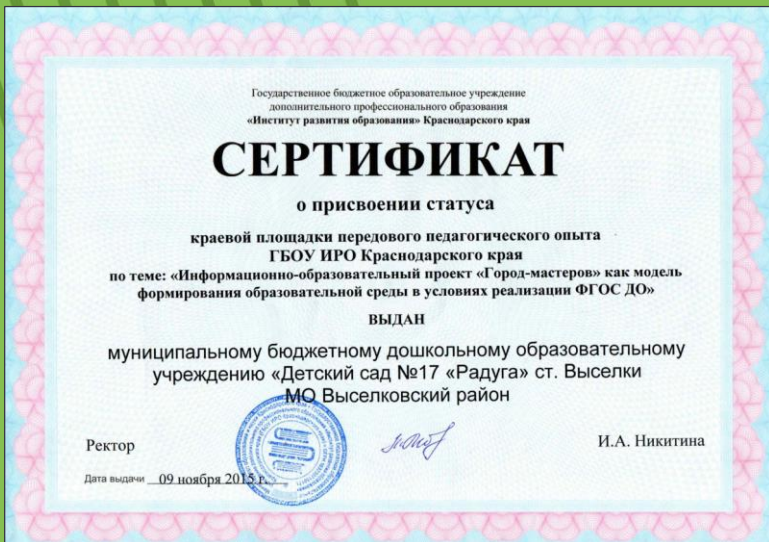 Государственное бюджетное образовательное учреждение
дополнительного профессионального образования
«Институт развития образования» Краснодарского края
СЕРТИФИКАТ
о присвоении статуса
краевой площадки передового педагогического опыта
ГБОУ ИРО Краснодарского края
по теме: «Информационно-образовательный проект «Город-мастеров» как модель
формирования образовательной среды в условиях реализации ФГОС ДО»
ВЫДАН
муниципальному бюджетному дошкольному образовательному
учреждению «Детский сад №17 «Радуга» ст. Выселки
МО Выселковский район
Ректор
И.А. Никитина
Дата выдачи 09 ноября 2015 г.